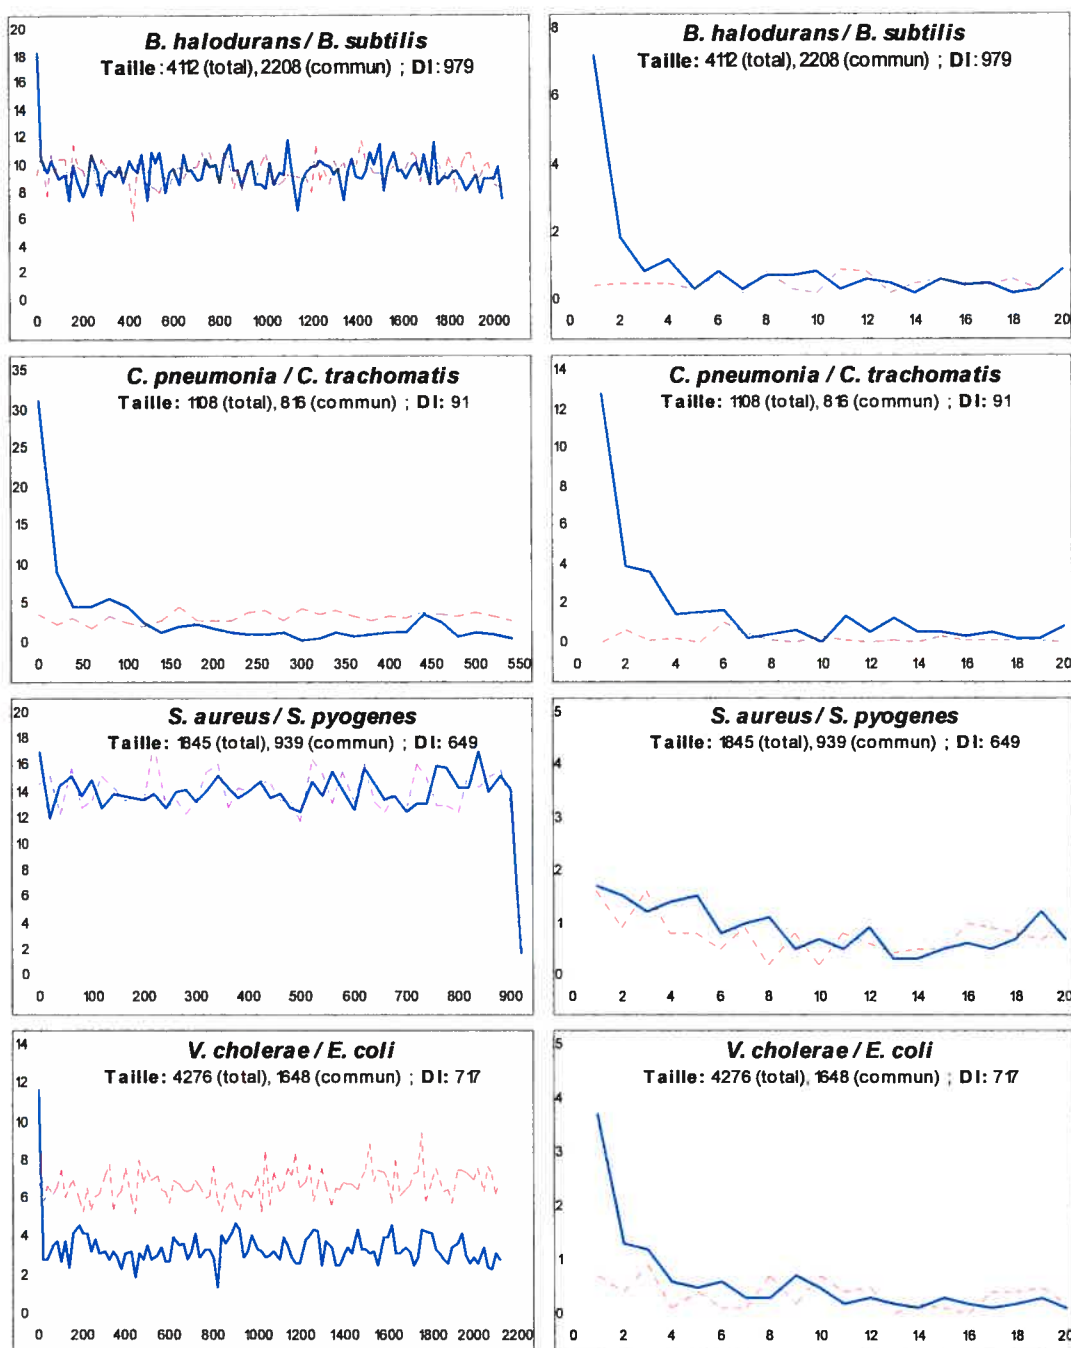 B. halodurans / B. subtilis
Taille : 4112 (total), 2208 (commun) ; DI : 979
20
18
16
14
12
10
8
6
4
2
0
0 200 400 600 800 1000 1200 1400 1600 1800 2000
B. halodurans / B. subtilis
Taille: 4112 (total), 2208 (commun) ; DI: 979
8
6
4
2
0
0 2 4 6 8 10 12 14 16 18 20
C. pneumonia / C. trachomatis
Taille: 1108 (total), 816 (commun) ; DI: 91
35
30
25
20
15
10
5
0
0 50 100 150 200 250 300 350 400 450 500 550
C. pneumonia / C. trachomatis
Taille: 1108 (total), 816 (commun) ; DI: 91
14
12
10
8
6
4
2
0
0 2 4 6 8 10 12 14 16 18 20
S. aureus / S. pyogenes
Taille: 1845 (total), 939 (commun) ; DI: 649
20
18
16
14
12
10
8
6
4
2
0
0 100 200 300 400 500 600 700 800 900
S. aureus / S. pyogenes
Taille: 1845 (total), 939 (commun) ; DI: 649
5
4
3
2
1
0
0 2 4 6 8 10 12 14 16 18 20
V. cholerae / E. coli
Taille: 4276 (total), 1648 (commun) ; DI: 717
14
12
10
8
6
4
2
0
0 200 400 600 800 1000 1200 1400 1600 1800 2000 2200
V. cholerae / E. coli
Taille: 4276 (total), 1648 (commun) ; DI: 717
5
4
3
2
1
0
0 2 4 6 8 10 12 14 16 18 20